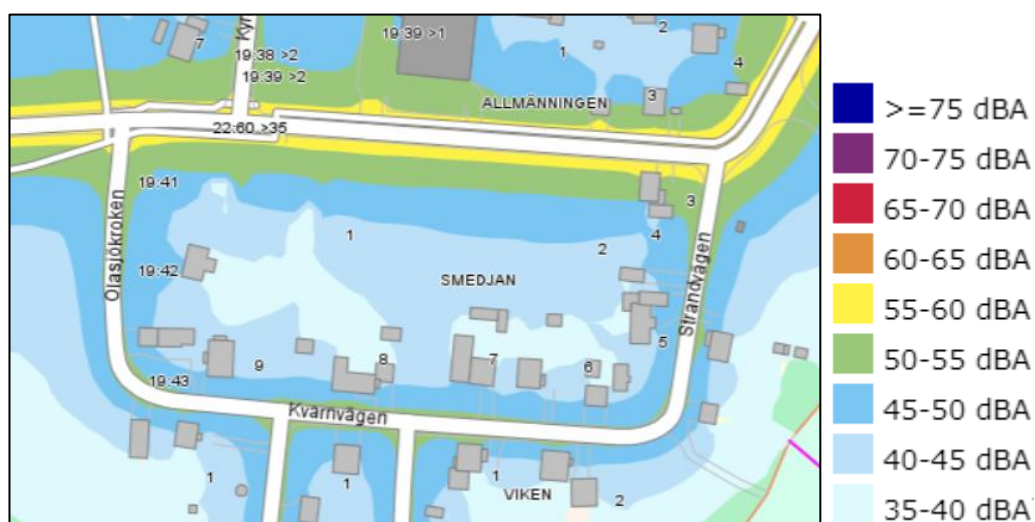 7
Kyr
19:38 >2
19:39 >2
19:39 >1
1
2
4
3
ALLMÄNNINGEN
22:60 >35
19:41
Olasjökroken
19:42
1
2
3
4
SMEDJAN
Strandvägen
5
9
8
7
6
19:43
Kvarnvägen
1
1
1
VIKEN
2
>=75 dBA
70-75 dBA
65-70 dBA
60-65 dBA
55-60 dBA
50-55 dBA
45-50 dBA
40-45 dBA
35-40 dBA